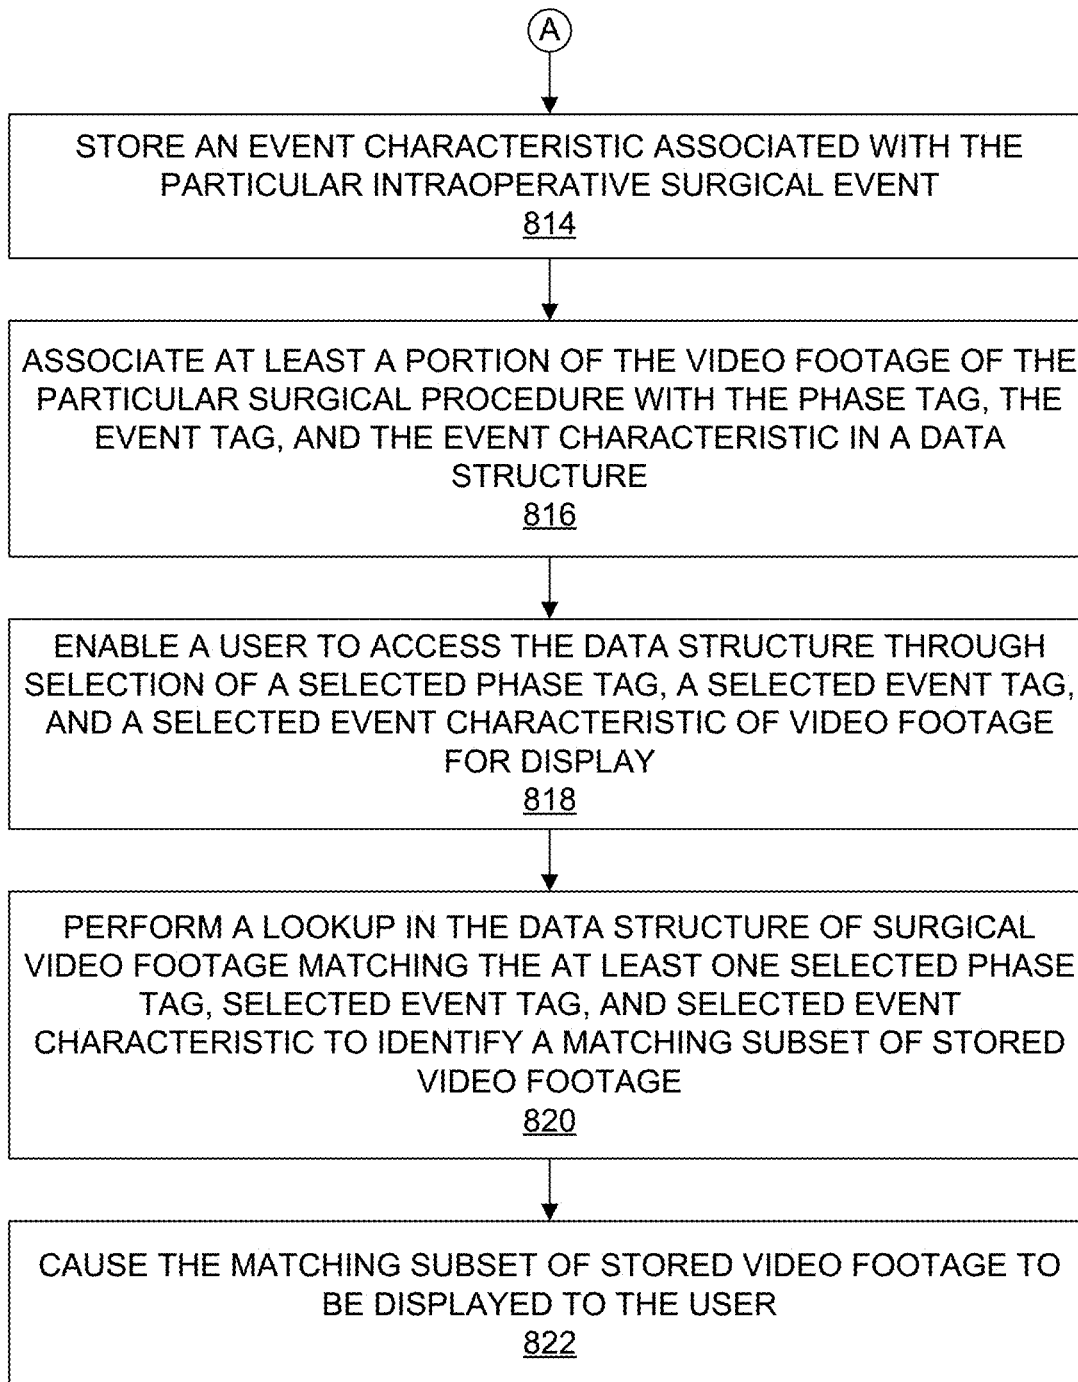 A
STORE AN EVENT CHARACTERISTIC ASSOCIATED WITH THE
PARTICULAR INTRAOPERATIVE SURGICAL EVENT
814
ASSOCIATE AT LEAST A PORTION OF THE VIDEO FOOTAGE OF THE
PARTICULAR SURGICAL PROCEDURE WITH THE PHASE TAG, THE
EVENT TAG, AND THE EVENT CHARACTERISTIC IN A DATA
STRUCTURE
816
ENABLE A USER TO ACCESS THE DATA STRUCTURE THROUGH
SELECTION OF A SELECTED PHASE TAG, A SELECTED EVENT TAG,
AND A SELECTED EVENT CHARACTERISTIC OF VIDEO FOOTAGE
FOR DISPLAY
818
PERFORM A LOOKUP IN THE DATA STRUCTURE OF SURGICAL
VIDEO FOOTAGE MATCHING THE AT LEAST ONE SELECTED PHASE
TAG, SELECTED EVENT TAG, AND SELECTED EVENT
CHARACTERISTIC TO IDENTIFY A MATCHING SUBSET OF STORED
VIDEO FOOTAGE
820
CAUSE THE MATCHING SUBSET OF STORED VIDEO FOOTAGE TO
BE DISPLAYED TO THE USER
822